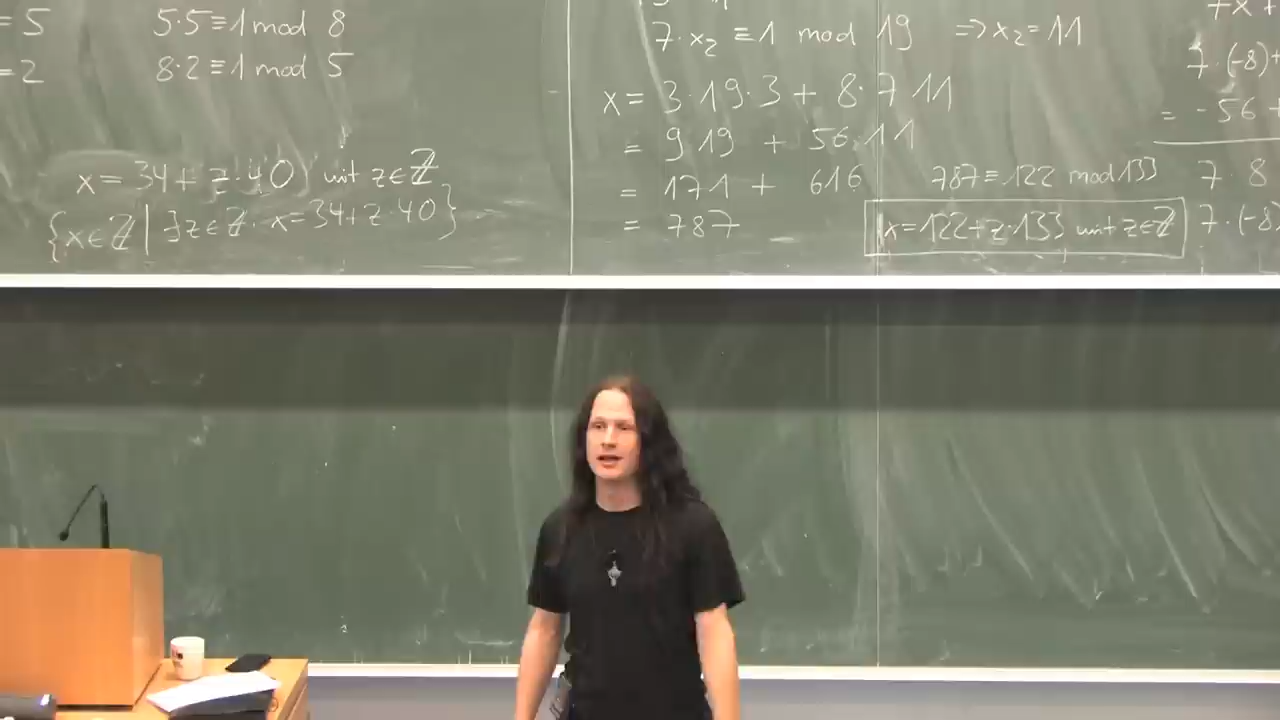 = 5 5·5≡1 mod 8
= 2 8·2≡1 mod 5
x = 34 + z·40 mit z∈ℤ
{x∈ℤ | ∃z∈ℤ. x=34+z·40}
7·x₂ ≡ 1 mod 19 ⇒ x₂ = 11
x = 3·19·3 + 8·7·11
= 9·19 + 56·11
= 171 + 616
= 787
787 ≡ 122 mod 133
x=122+z·133 mit z∈ℤ
7·(-8)+
= -56 +
7·8
7·(-8)